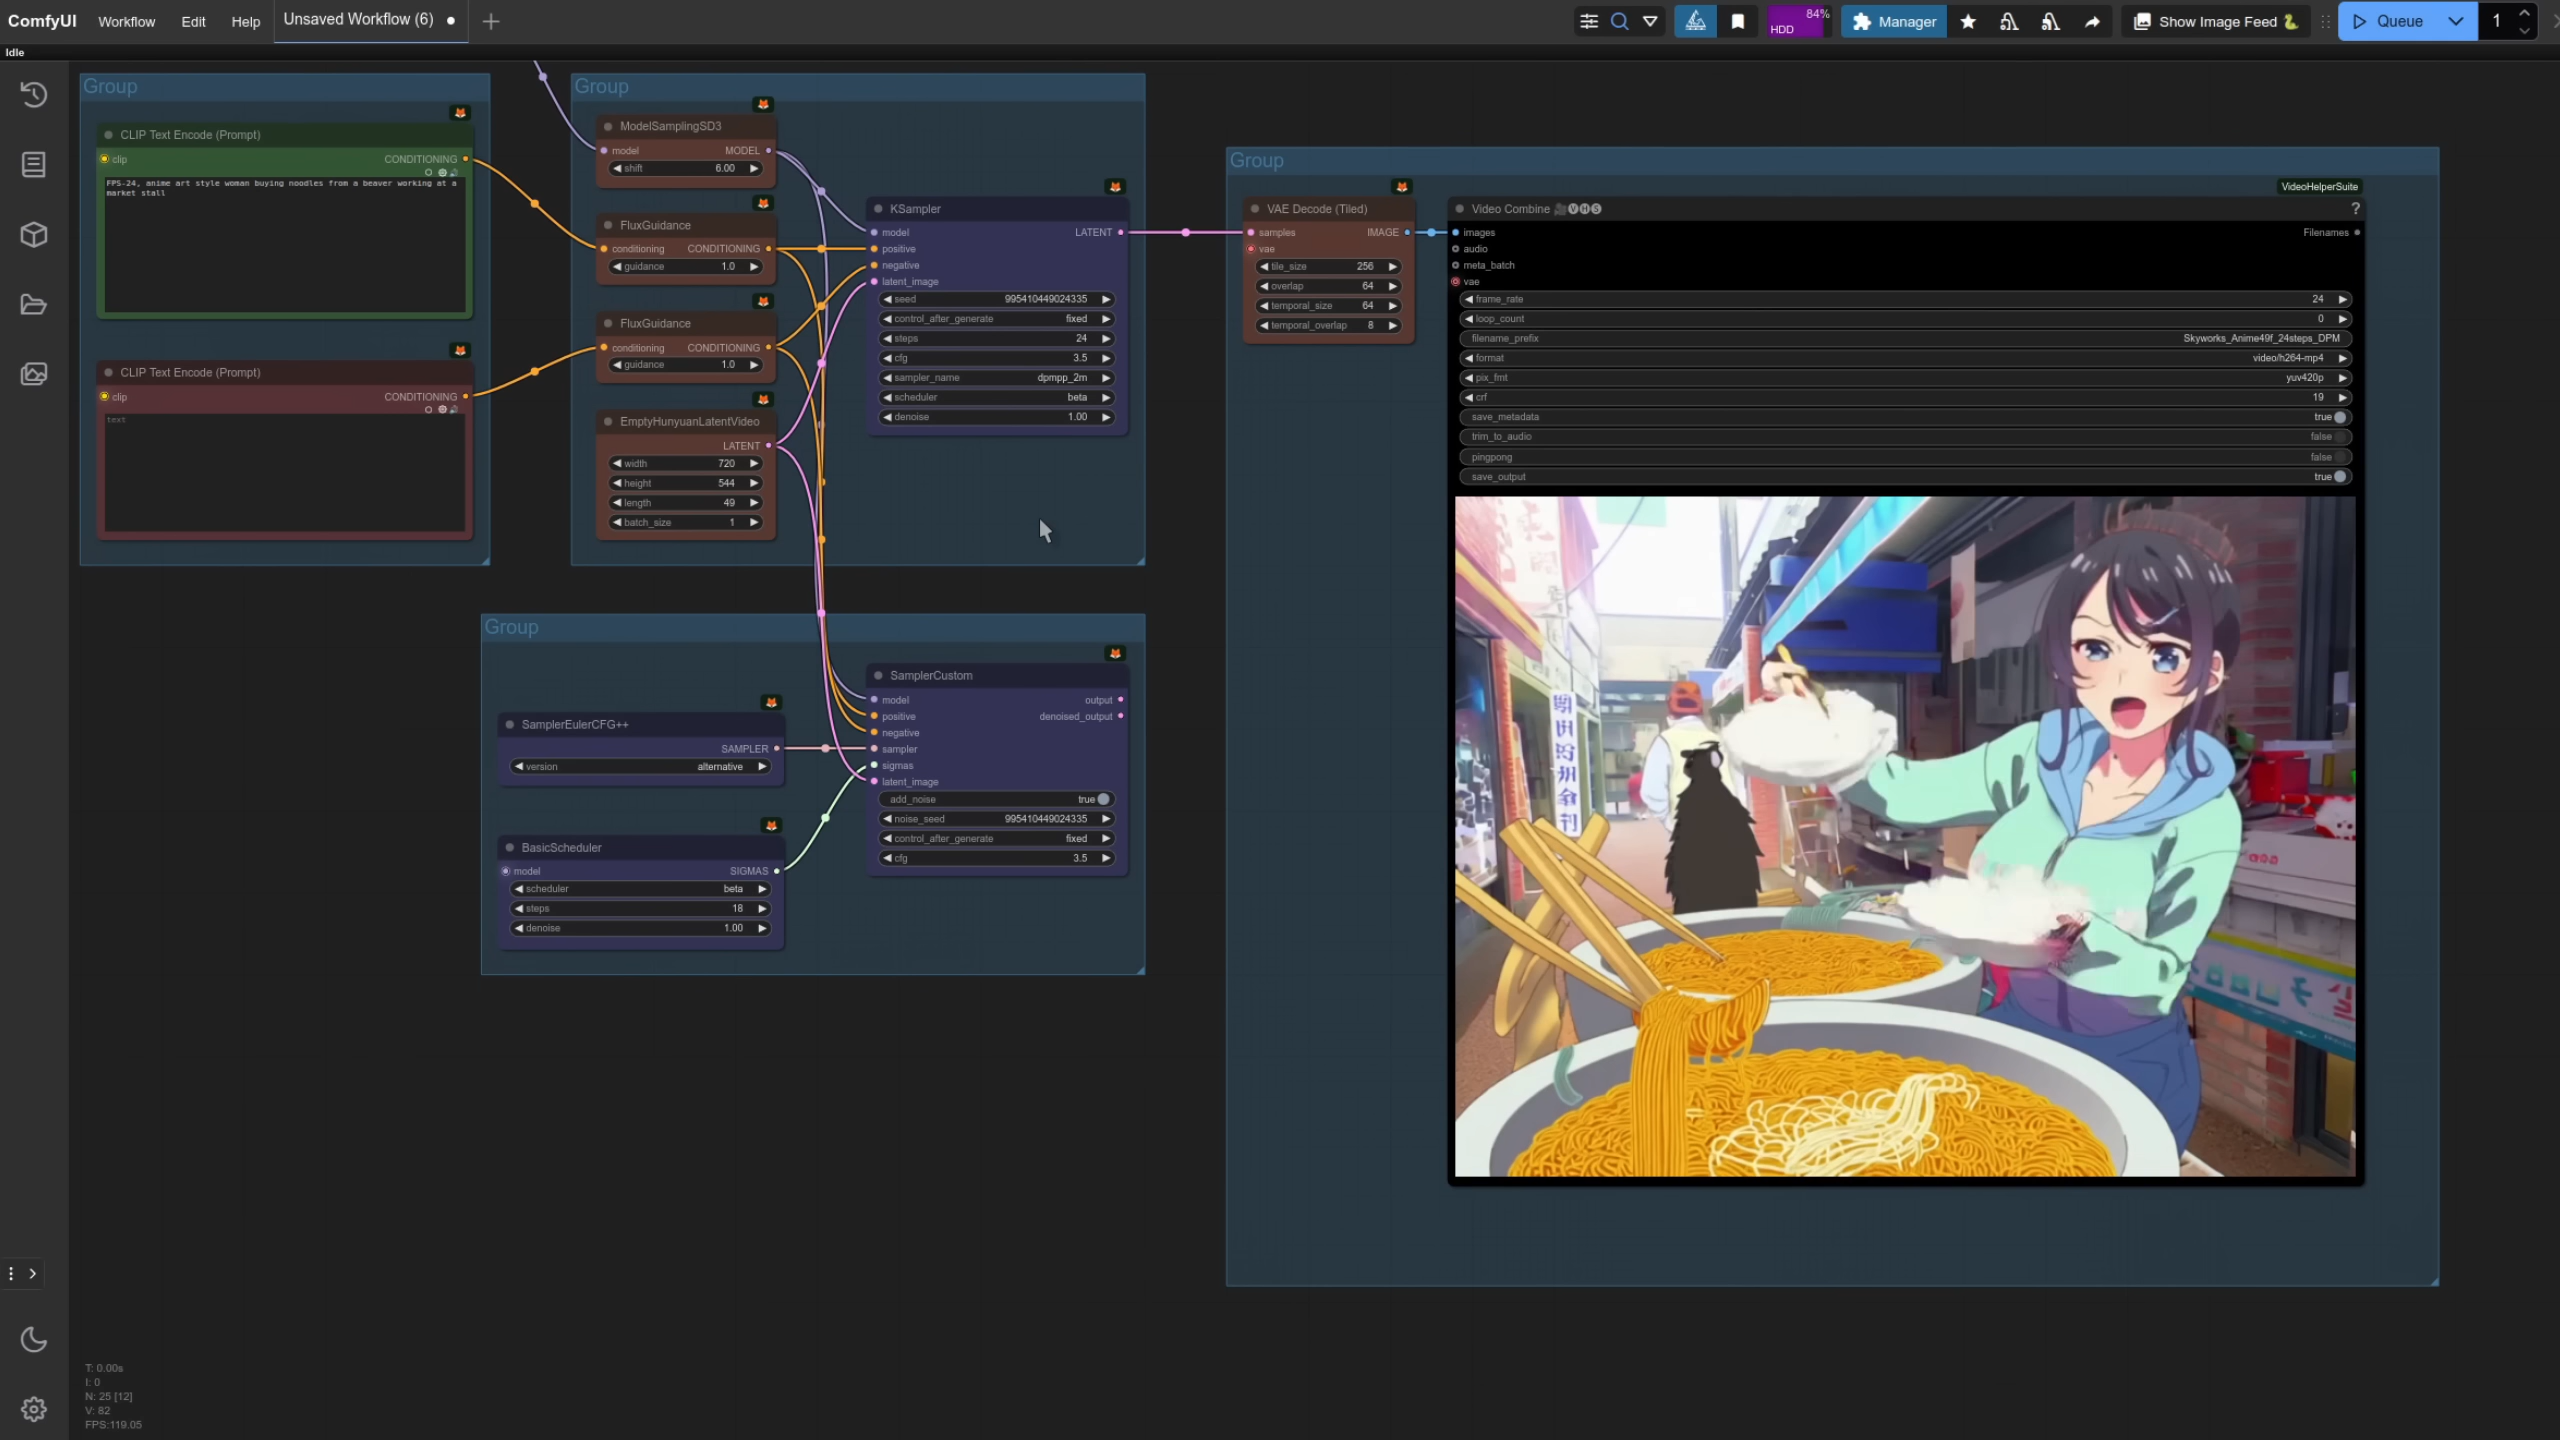 ComfyUI Workflow Edit Help Unsaved Workflow (6)
84%
HDD
Manager
Show Image Feed
Queue
1
Idle
Group
CLIP Text Encode (Prompt)
clip CONDITIONING
FPS-24, anime art style woman buying noodles from a beaver working at a
market stall
CLIP Text Encode (Prompt)
clip CONDITIONING
text
Group
ModelSamplingSD3
model MODEL
shift 6.00
FluxGuidance
conditioning CONDITIONING
guidance 1.0
FluxGuidance
conditioning CONDITIONING
guidance 1.0
EmptyHunyuanLatentVideo
LATENT
width 720
height 544
length 49
batch_size 1
KSampler
model LATENT
positive
negative
latent_image
seed 995410449024335
control_after_generate fixed
steps 24
cfg 3.5
sampler_name dpmpp_2m
scheduler beta
denoise 1.00
Group
SamplerEulerCFG++
SAMPLER
version alternative
BasicScheduler
model SIGMAS
scheduler beta
steps 18
denoise 1.00
SamplerCustom
model output
positive denoised_output
negative
sampler
sigmas
latent_image
add_noise true
noise_seed 995410449024335
control_after_generate fixed
cfg 3.5
Group
VAE Decode (Tiled)
samples IMAGE
vae
tile_size 256
overlap 64
temporal_size 64
temporal_overlap 8
VideoHelperSuite
Video Combine VHS ?
images Filenames
audio
meta_batch
vae
frame_rate 24
loop_count 0
filename_prefix Skyworks_Anime49f_24steps_DPM
format video/h264-mp4
pix_fmt yuv420p
crf 19
save_metadata true
trim_to_audio false
pingpong false
save_output true
T: 0.00s
I: 0
N: 25 [12]
V: 82
FPS:119.05